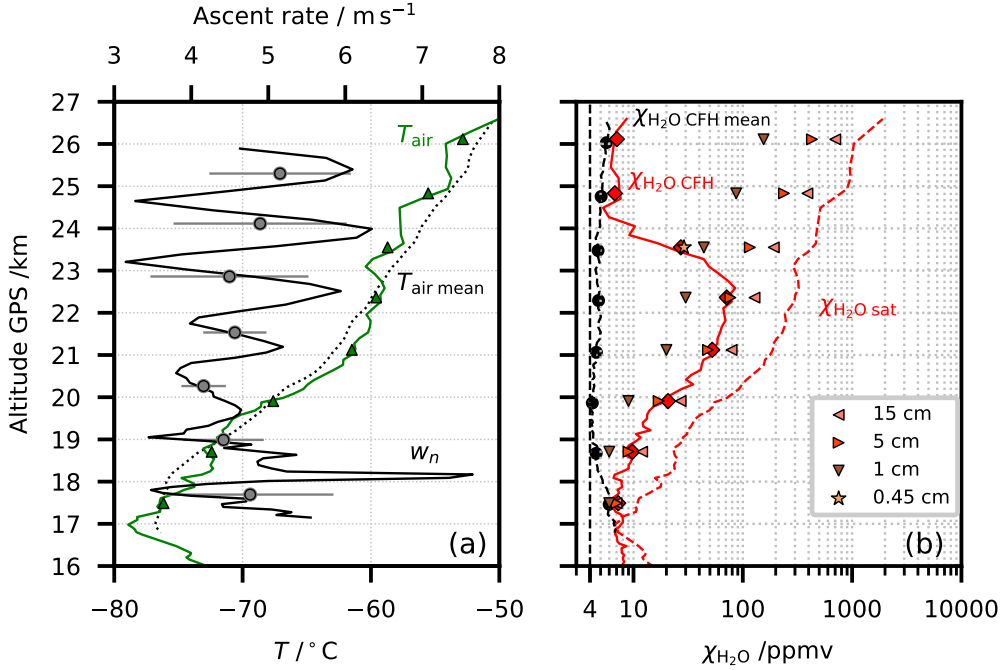 Ascent rate / m s⁻¹
3 4 5 6 7 8
27
26
25
24
23
22
21
20
19
18
17
16
Altitude GPS /km
T_air
T_air mean
w_n
(a)
−80 −70 −60 −50
T / °C
χ_H₂O CFH mean
χ_H₂O CFH
χ_H₂O sat
15 cm
5 cm
1 cm
0.45 cm
(b)
4 10 100 1000 10000
χ_H₂O /ppmv